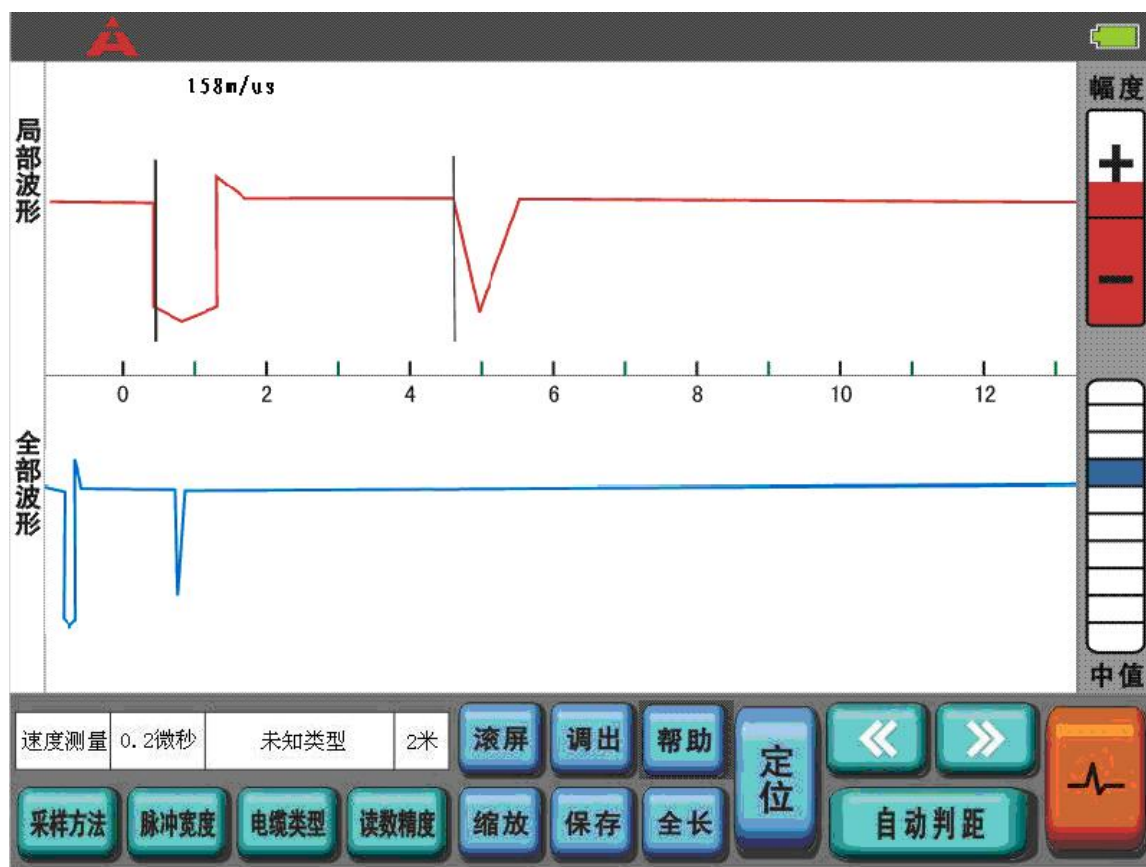 158m/us
幅度
局部波形
+
−
0 2 4 6 8 10 12
全部波形
中值
速度测量 0.2微秒 未知类型 2米
滚屏 调出 帮助
定位
采样方法 脉冲宽度 电缆类型 读数精度
缩放 保存 全长
自动判距